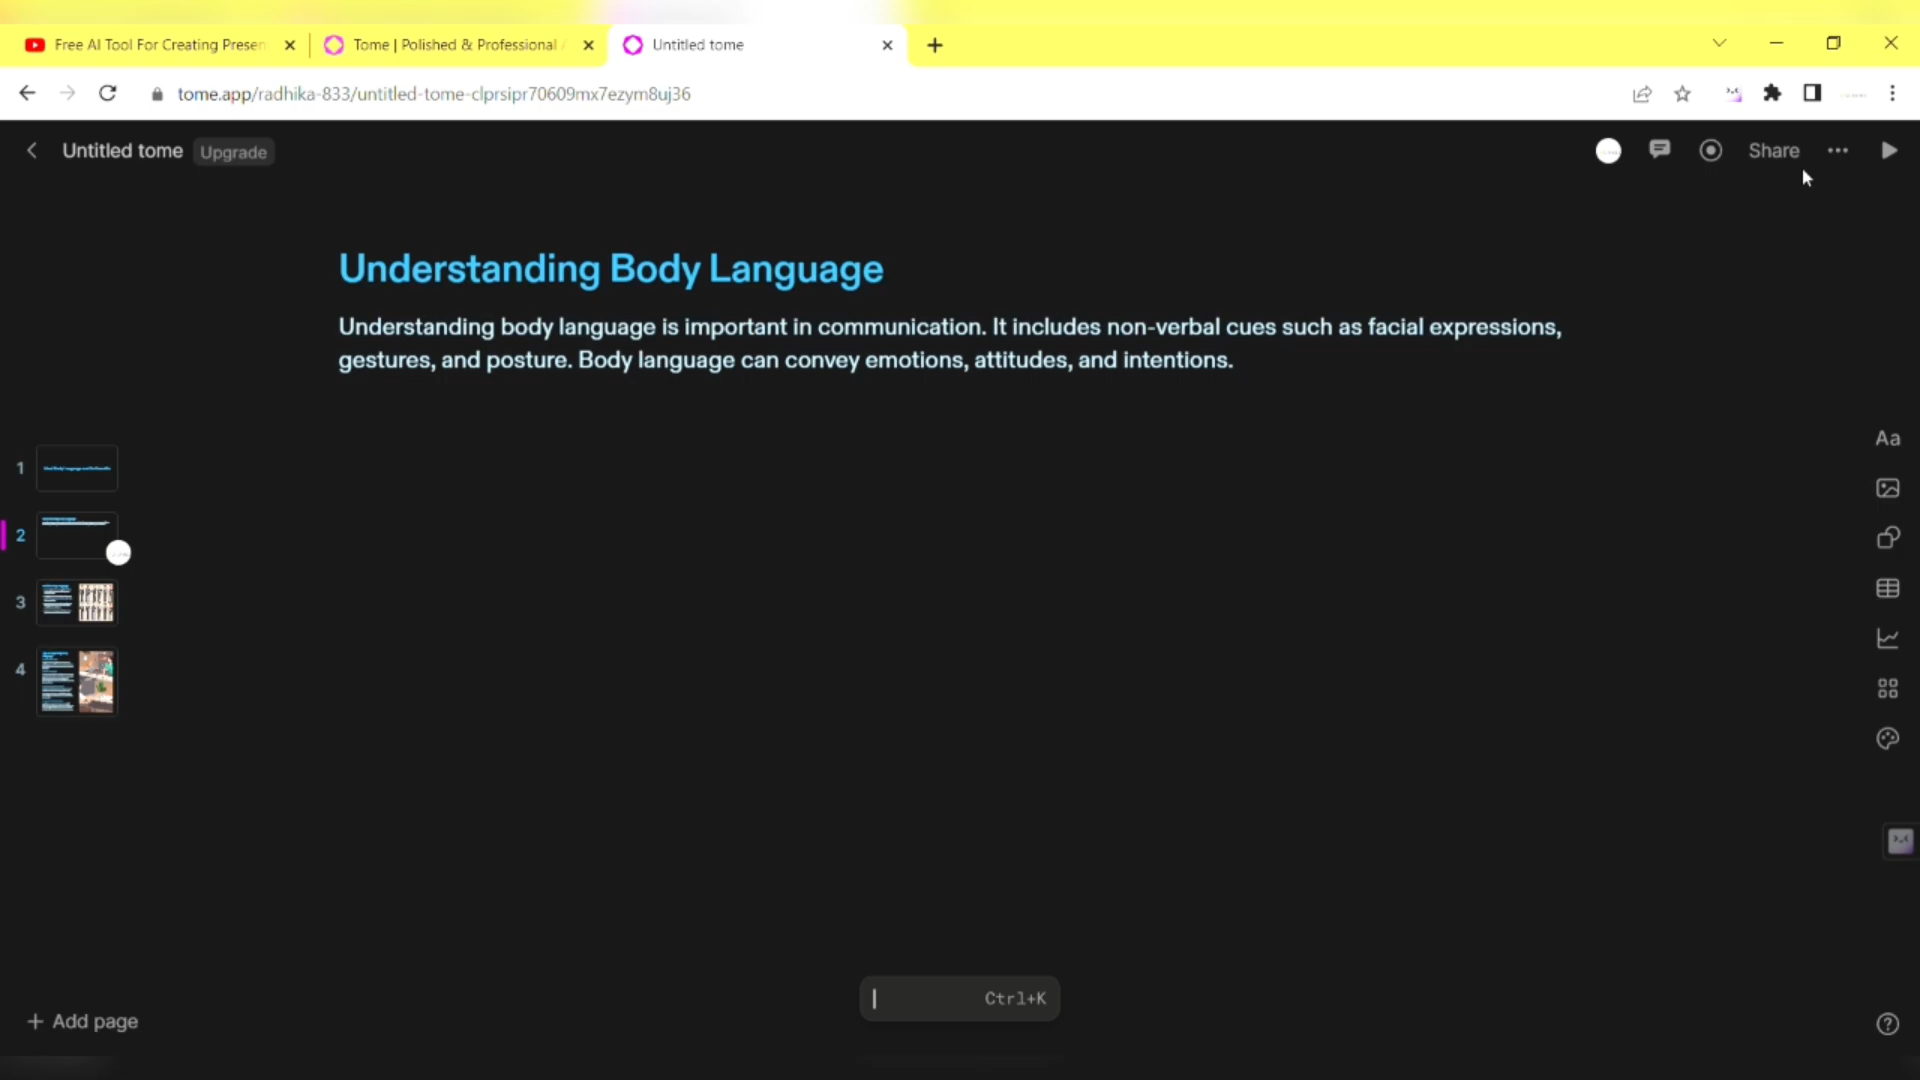 Free AI Tool For Creating Presen
Tome | Polished & Professional
Untitled tome
tome.app/radhika-833/untitled-tome-clprsipr70609mx7ezym8uj36
Untitled tome
Upgrade
Share
Understanding Body Language
Understanding body language is important in communication. It includes non-verbal cues such as facial expressions,
gestures, and posture. Body language can convey emotions, attitudes, and intentions.
Aa
1
2
3
4
Ctrl+K
+ Add page